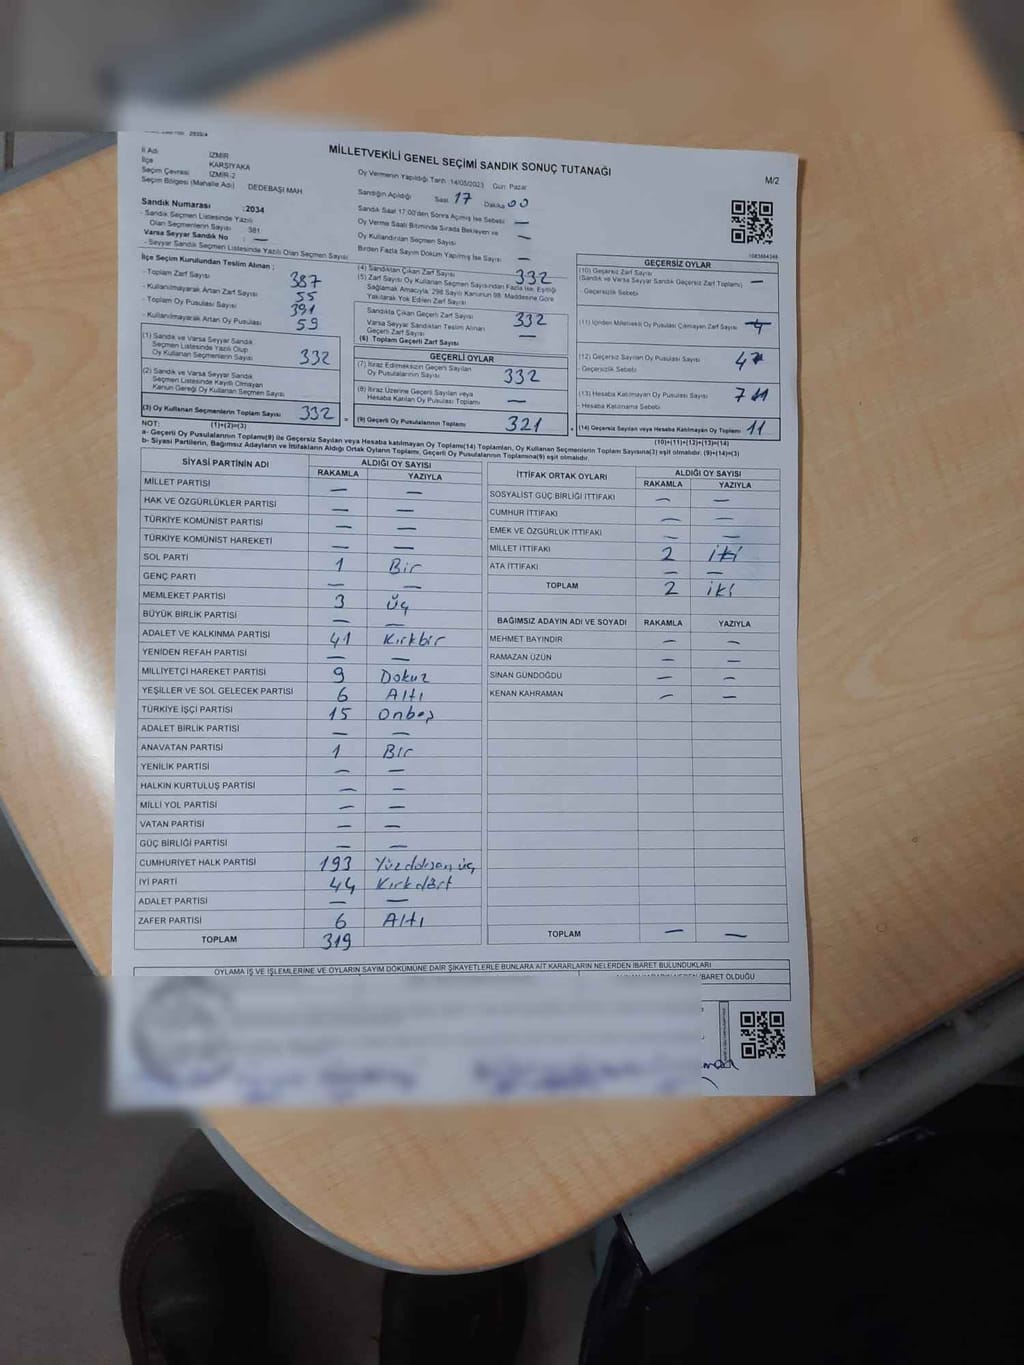 MİLLETVEKİLİ GENEL SEÇİMİ SANDIK SONUÇ TUTANAĞI
M/2
İl Adı İZMİR
İlçe KARŞIYAKA
Seçim Çevresi İZMİR-2
Seçim Bölgesi (Mahalle Adı) DEDEBAŞI MAH
Sandık Numarası :2034
- Sandık Seçmen Listesinde Yazılı
Olan Seçmenlerin Sayısı 381
Varsa Seyyar Sandık No : —
- Seyyar Sandık Seçmen Listesinde Yazılı Olan Seçmen Sayısı
Oy Vermenin Yapıldığı Tarih :14/05/2023 Gün: Pazar
Sandığın Açıldığı Saat 17 Dakika 00
Sandık Saat 17:00'den Sonra Açılmış İse Sebebi —
Oy Verme Saati Bitiminde Sırada Bekleyen ve
Oy Kullandırılan Seçmen Sayısı —
Birden Fazla Sayım Döküm Yapılmış İse Sayısı —
İlçe Seçim Kurulundan Teslim Alınan :
- Toplam Zarf Sayısı 387
- Kullanılmayarak Artan Zarf Sayısı 55
- Toplam Oy Pusulası Sayısı 391
- Kullanılmayarak Artan Oy Pusulası 59
(1) Sandık ve Varsa Seyyar Sandık
Seçmen Listesinde Yazılı Olup
Oy Kullanan Seçmenlerin Sayısı 332
(2) Sandık ve Varsa Seyyar Sandık
Seçmen Listesinde Kayıtlı Olmayan
Kanun Gereği Oy Kullanan Seçmen Sayısı
(3) Oy Kullanan Seçmenlerin Toplam Sayısı 332
(1)+(2)=(3)
(4) Sandıktan Çıkan Zarf Sayısı 332
(5) Zarf Sayısı Oy Kullanan Seçmen Sayısından Fazla İse, Eşitliği
Sağlamak Amacıyla; 298 Sayılı Kanunun 98. Maddesine Göre
Yakılarak Yok Edilen Zarf Sayısı
Sandıkta Çıkan Geçerli Zarf Sayısı 332
Varsa Seyyar Sandıktan Teslim Alınan
Geçerli Zarf Sayısı —
(6) Toplam Geçerli Zarf Sayısı
GEÇERLİ OYLAR
(7) İtiraz Edilmeksizin Geçerli Sayılan
Oy Pusulalarının Sayısı 332
(8) İtiraz Üzerine Geçerli Sayılan veya
Hesaba Katılan Oy Pusulası Toplamı —
(9) Geçerli Oy Pusulalarının Toplamı 321
GEÇERSİZ OYLAR
(10) Geçersiz Zarf Sayısı
(Sandık ve Varsa Seyyar Sandık Geçersiz Zarf Toplamı) —
- Geçersizlik Sebebi
(11) İçinden Milletvekili Oy Pusulası Çıkmayan Zarf Sayısı
(12) Geçersiz Sayılan Oy Pusulası Sayısı 4
- Geçersizlik Sebebi
(13) Hesaba Katılmayan Oy Pusulası Sayısı 7
- Hesaba Katılmama Sebebi
(14) Geçersiz Sayılan veya Hesaba Katılmayan Oy Toplamı 11
(10)+(11)+(12)+(13)=(14)
NOT:
a- Geçerli Oy Pusulalarının Toplamı(9) ile Geçersiz Sayılan veya Hesaba katılmayan Oy Toplamı(14) Toplamları, Oy Kullanan Seçmenlerin Toplam Sayısına(3) eşit olmalıdır. (9)+(14)=(3)
b- Siyasi Partilerin, Bağımsız Adayların ve İttifakların Aldığı Ortak Oyların Toplamı, Geçerli Oy Pusulalarının Toplamına(9) eşit olmalıdır.
SİYASİ PARTİNİN ADI ALDIĞI OY SAYISI
RAKAMLA YAZIYLA
MİLLET PARTİSİ — —
HAK VE ÖZGÜRLÜKLER PARTİSİ — —
TÜRKİYE KOMÜNİST PARTİSİ — —
TÜRKİYE KOMÜNİST HAREKETİ — —
SOL PARTİ 1 Bir
GENÇ PARTİ — —
MEMLEKET PARTİSİ 3 Üç
BÜYÜK BİRLİK PARTİSİ — —
ADALET VE KALKINMA PARTİSİ 41 Kırkbir
YENİDEN REFAH PARTİSİ — —
MİLLİYETÇİ HAREKET PARTİSİ 9 Dokuz
YEŞİLLER VE SOL GELECEK PARTİSİ 6 Altı
TÜRKİYE İŞÇİ PARTİSİ 15 Onbeş
ADALET BİRLİK PARTİSİ — —
ANAVATAN PARTİSİ 1 Bir
YENİLİK PARTİSİ — —
HALKIN KURTULUŞ PARTİSİ — —
MİLLİ YOL PARTİSİ — —
VATAN PARTİSİ — —
GÜÇ BİRLİĞİ PARTİSİ — —
CUMHURİYET HALK PARTİSİ 193 Yüzdoksan üç
İYİ PARTİ 44 Kırkdört
ADALET PARTİSİ — —
ZAFER PARTİSİ 6 Altı
TOPLAM 319
İTTİFAK ORTAK OYLARI ALDIĞI OY SAYISI
RAKAMLA YAZIYLA
SOSYALİST GÜÇ BİRLİĞİ İTTİFAKI — —
CUMHUR İTTİFAKI — —
EMEK VE ÖZGÜRLÜK İTTİFAKI — —
MİLLET İTTİFAKI 2 iki
ATA İTTİFAKI — —
TOPLAM 2 iki
BAĞIMSIZ ADAYIN ADI VE SOYADI RAKAMLA YAZIYLA
MEHMET BAYINDIR — —
RAMAZAN ÜZÜN — —
SİNAN GÜNDOĞDU — —
KENAN KAHRAMAN — —
TOPLAM — —
OYLAMA İŞ VE İŞLEMLERİNE VE OYLARIN SAYIM DÖKÜMÜNE DAİR ŞİKAYETLERLE BUNLARA AİT KARARLARIN NELERDEN İBARET BULUNDUKLARI